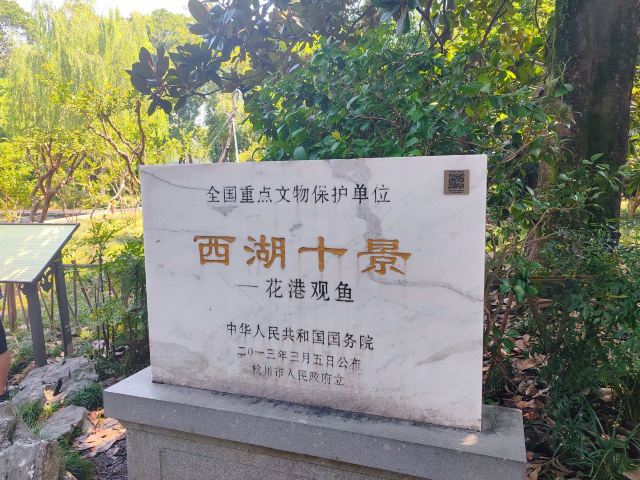 全国重点文物保护单位
西湖十景
—花港观鱼
中华人民共和国国务院
二〇一三年三月五日公布
杭州市人民政府立